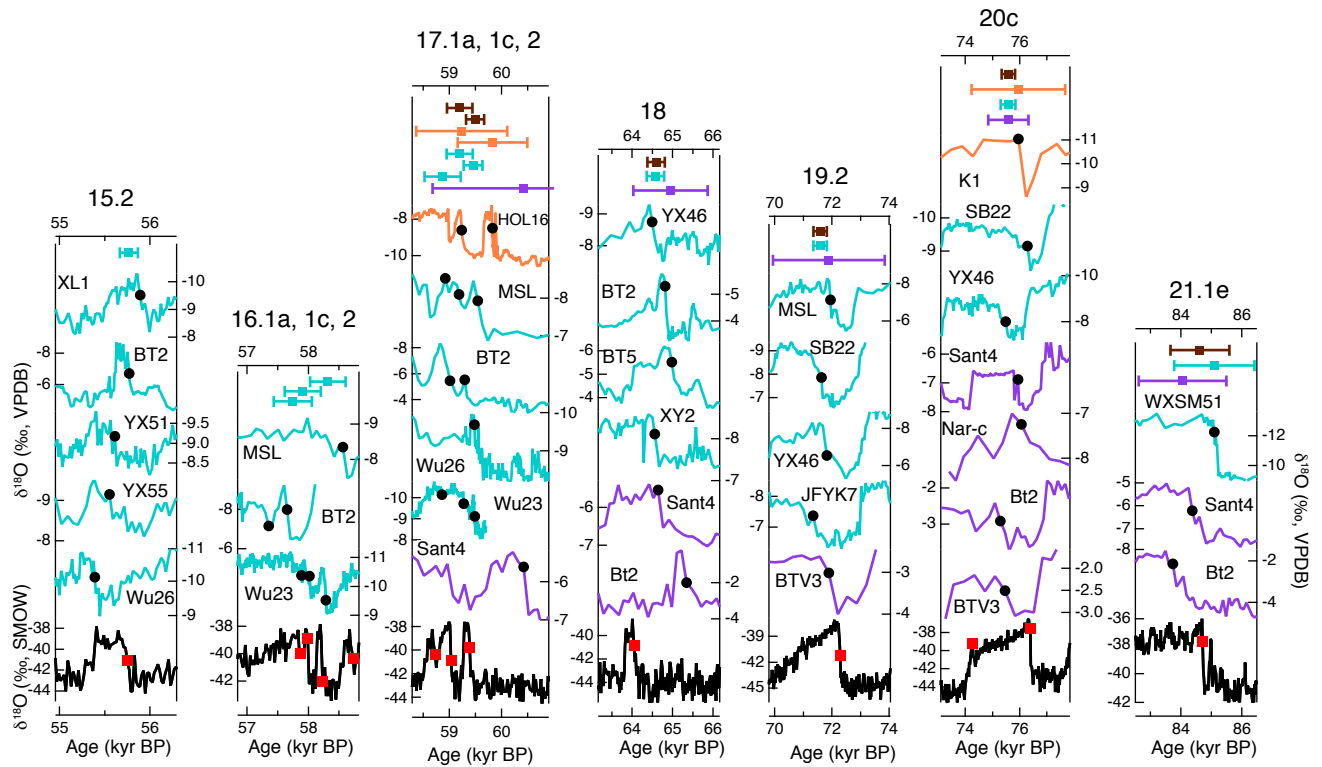 15.2
55 56
XL1
-10
-9
-8
-8
-6
BT2
YX51
-9.5
-9.0
-8.5
YX55
-9
-8
-11
-10
-9
Wu26
-38
-40
-42
-44
55 56
Age (kyr BP)
δ18O (‰, VPDB)
δ18O (‰, SMOW)
16.1a, 1c, 2
57 58
-9
-8
MSL
-8
-6
BT2
-11
-10
-9
Wu23
-38
-40
-42
57 58
Age (kyr BP)
17.1a, 1c, 2
59 60
-8
-10
HOL16
MSL
-8
-7
-8
-6
-4
BT2
-10
-9
-8
-7
Wu26
-10
-9
-8
Wu23
Sant4
-6
-7
-38
-40
-42
-44
59 60
Age (kyr BP)
18
64 65 66
-9
-8
YX46
BT2
-5
-4
-6
-5
-4
BT5
XY2
-8
-7
-6
-7
Sant4
Bt2
-2
-4
-40
-42
-44
64 65 66
Age (kyr BP)
19.2
70 72 74
MSL
-8
-6
-9
-8
-7
SB22
YX46
-8
-6
-8
-7
JFYK7
BTV3
-3
-4
-39
-42
-45
70 72 74
Age (kyr BP)
20c
74 76
K1
-11
-10
-9
-10
-9
SB22
YX46
-10
-8
-6
-7
-8
Sant4
Nar-c
-7
-8
-2
-3
Bt2
BTV3
-2.0
-2.5
-3.0
-38
-40
-42
-44
74 76
Age (kyr BP)
21.1e
84 86
WXSM51
-12
-10
-5
-6
-7
-8
Sant4
Bt2
-2
-4
-36
-38
-40
-42
84 86
Age (kyr BP)
δ18O (‰, VPDB)